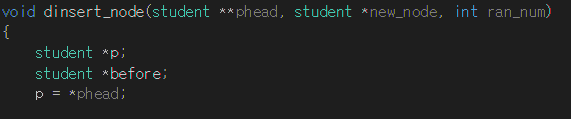 void dinsert_node(student **phead, student *new_node, int ran_num)
{
    student *p;
    student *before;
    p = *phead;